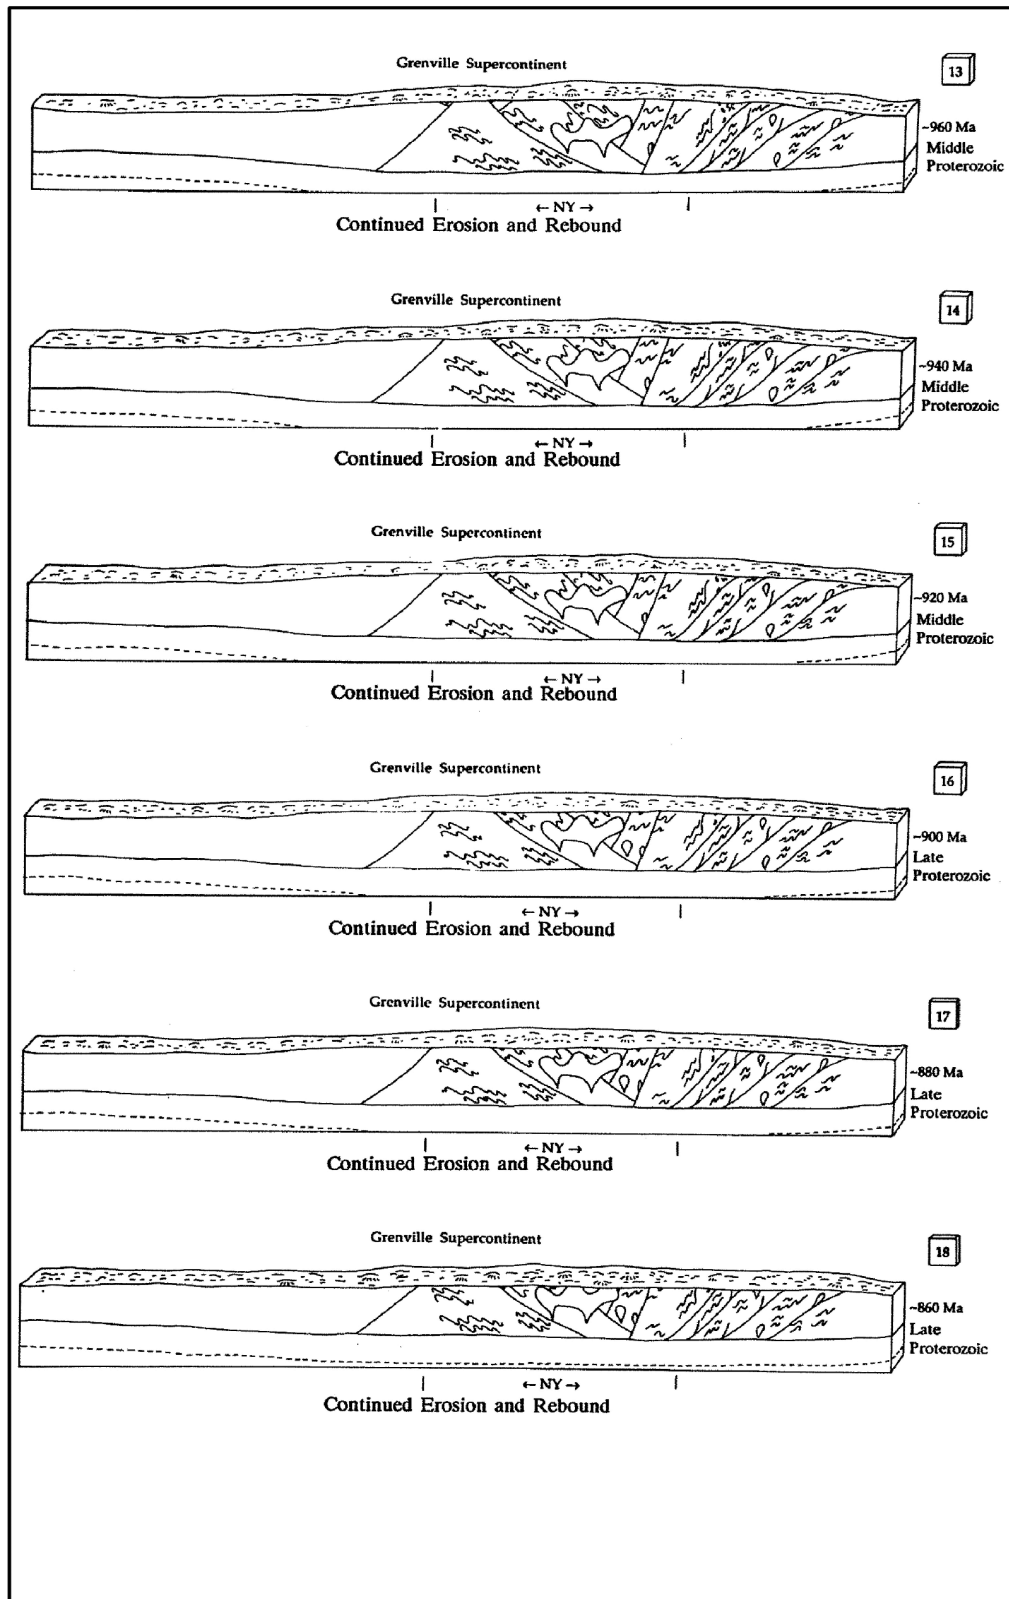 Grenville Supercontinent
13
~960 Ma
Middle
Proterozoic
← NY →
Continued Erosion and Rebound
Grenville Supercontinent
14
~940 Ma
Middle
Proterozoic
← NY →
Continued Erosion and Rebound
Grenville Supercontinent
15
~920 Ma
Middle
Proterozoic
← NY →
Continued Erosion and Rebound
Grenville Supercontinent
16
~900 Ma
Late
Proterozoic
← NY →
Continued Erosion and Rebound
Grenville Supercontinent
17
~880 Ma
Late
Proterozoic
← NY →
Continued Erosion and Rebound
Grenville Supercontinent
18
~860 Ma
Late
Proterozoic
← NY →
Continued Erosion and Rebound